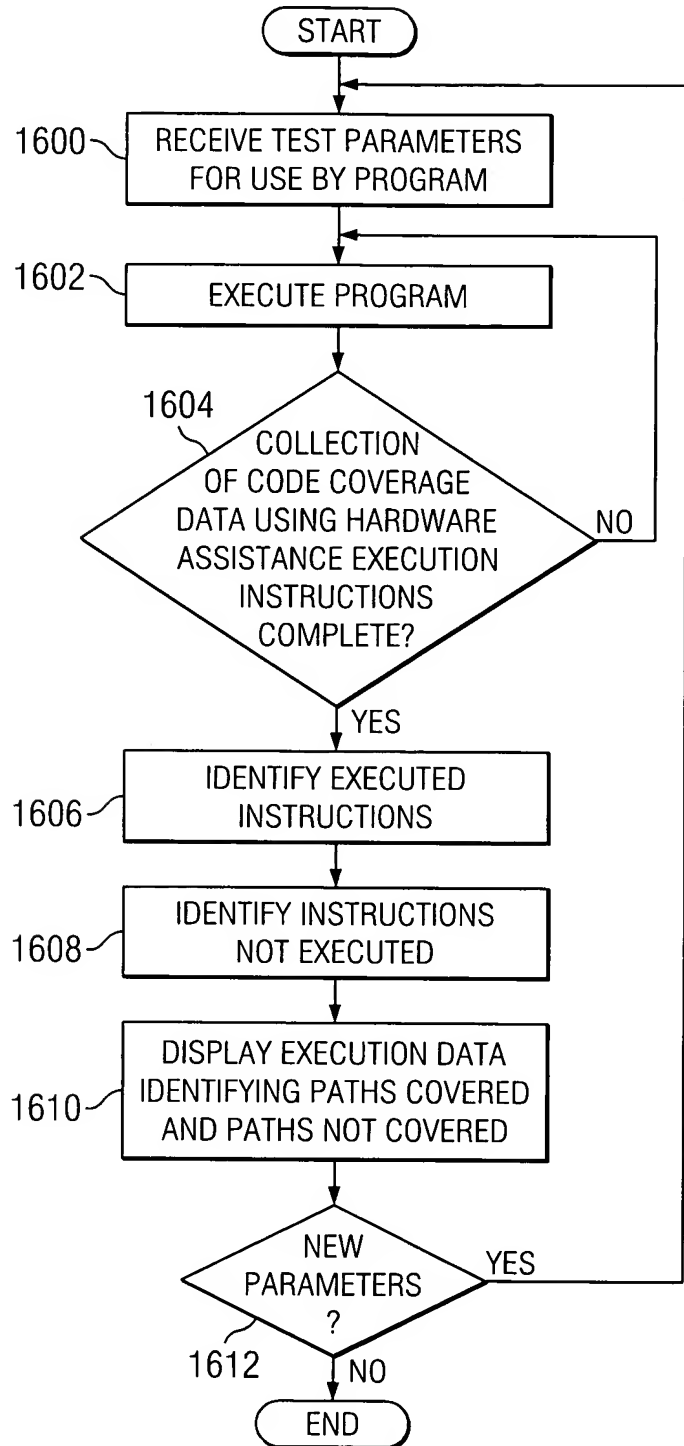 START
1600
RECEIVE TEST PARAMETERS
FOR USE BY PROGRAM
1602
EXECUTE PROGRAM
1604
COLLECTION
OF CODE COVERAGE
DATA USING HARDWARE
ASSISTANCE EXECUTION
INSTRUCTIONS
COMPLETE?
NO
YES
1606
IDENTIFY EXECUTED
INSTRUCTIONS
1608
IDENTIFY INSTRUCTIONS
NOT EXECUTED
1610
DISPLAY EXECUTION DATA
IDENTIFYING PATHS COVERED
AND PATHS NOT COVERED
NEW
PARAMETERS
?
YES
1612
NO
END